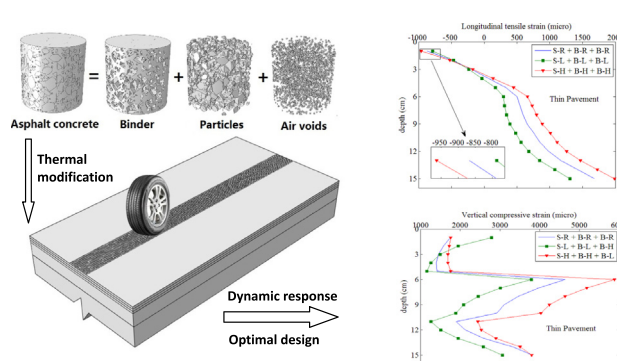 Asphalt concrete
=
Binder
+
Particles
+
Air voids
Thermal
modification
Dynamic response
Optimal design
Longitudinal tensile strain (micro)
-1000 -500 0 500 1000 1500 2000
0
3
6
9
12
15
depth (cm)
S-R + B-R + B-R
S-L + B-L + B-L
S-H + B-H + B-H
Thin Pavement
-950 -900 -850 -800
Vertical compressive strain (micro)
1000 2000 3000 4000 5000
0
3
6
9
12
15
depth (cm)
S-R + B-R + B-R
S-L + B-L + B-H
S-H + B-H + B-L
Thin Pavement